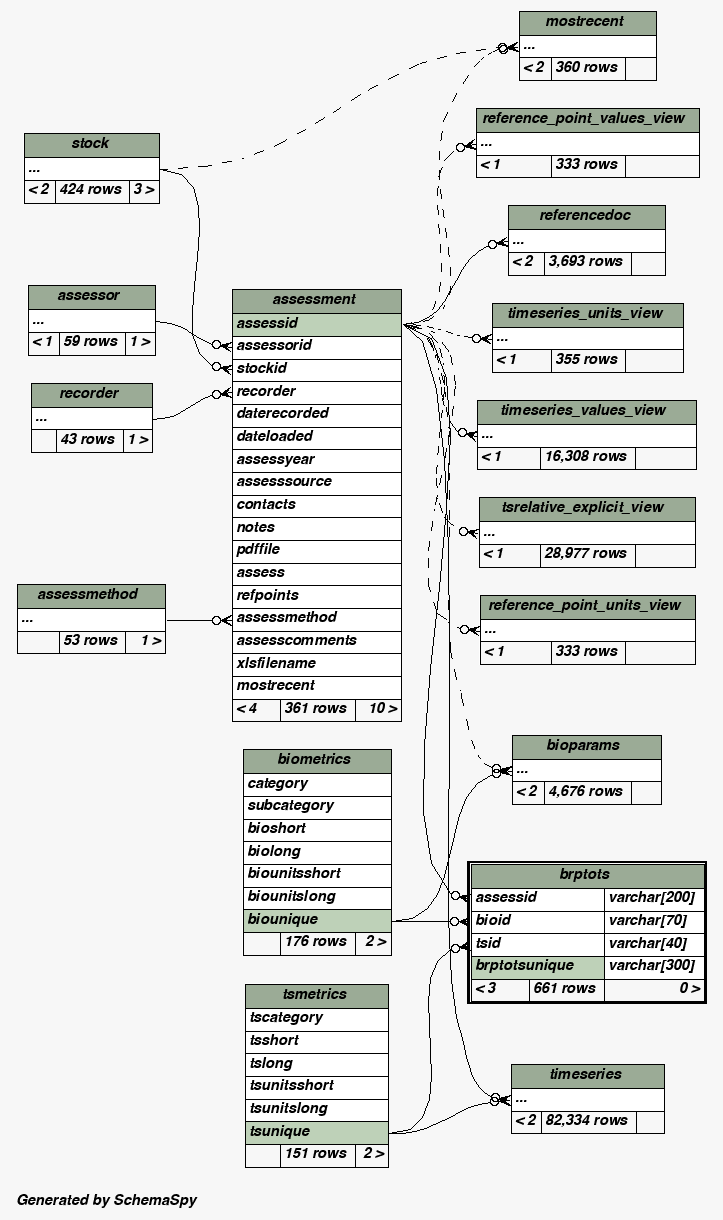 mostrecent
...
< 2 360 rows
reference_point_values_view
...
< 1 333 rows
stock
...
< 2 424 rows 3 >
referencedoc
...
< 2 3,693 rows
assessor
...
< 1 59 rows 1 >
recorder
...
43 rows 1 >
assessmethod
...
53 rows 1 >
assessment
assessid
assessorid
stockid
recorder
daterecorded
dateloaded
assessyear
assesssource
contacts
notes
pdffile
assess
refpoints
assessmethod
assesscomments
xlsfilename
mostrecent
< 4 361 rows 10 >
timeseries_units_view
...
< 1 355 rows
timeseries_values_view
...
< 1 16,308 rows
tsrelative_explicit_view
...
< 1 28,977 rows
reference_point_units_view
...
< 1 333 rows
bioparams
...
< 2 4,676 rows
biometrics
category
subcategory
bioshort
biolong
biounitsshort
biounitslong
biounique
176 rows 2 >
brptots
assessid varchar[200]
bioid varchar[70]
tsid varchar[40]
brptotsunique varchar[300]
< 3 661 rows 0 >
tsmetrics
tscategory
tsshort
tslong
tsunitsshort
tsunitslong
tsunique
151 rows 2 >
timeseries
...
< 2 82,334 rows
Generated by SchemaSpy